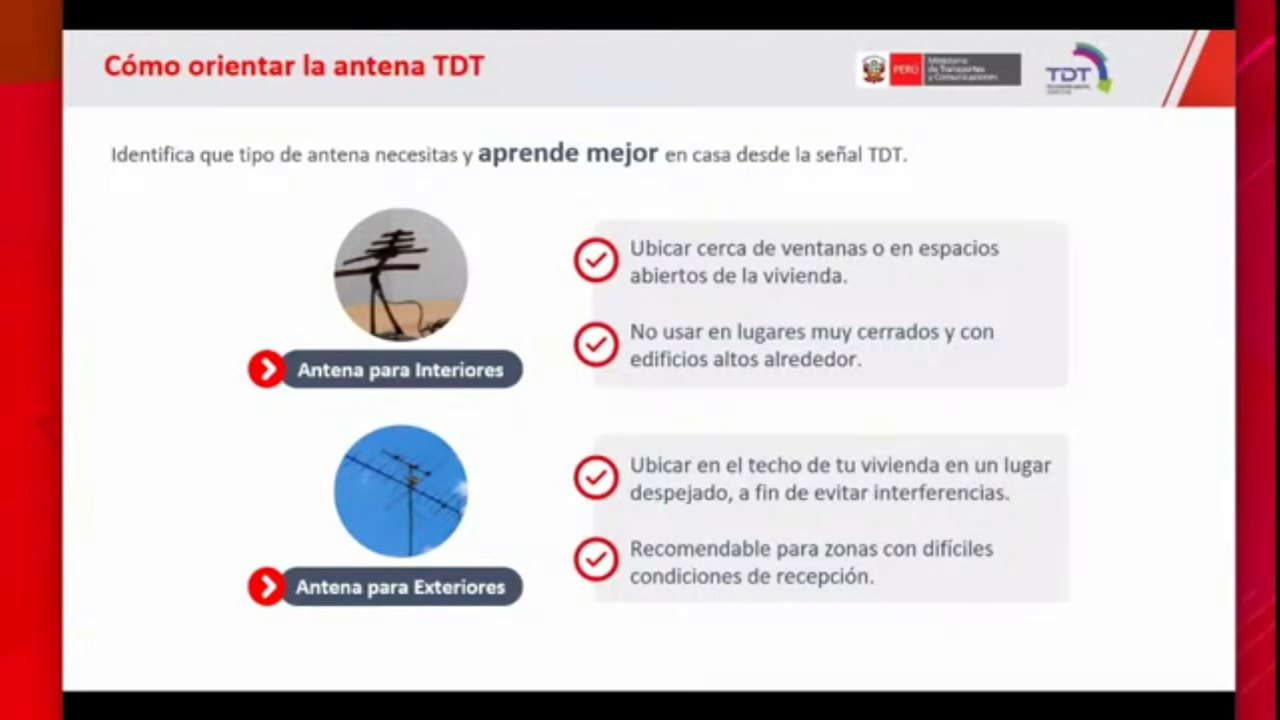 Cómo orientar la antena TDT
PERÚ
Ministerio
de Transportes
y Comunicaciones
TDT
Identifica que tipo de antena necesitas y aprende mejor en casa desde la señal TDT.
Ubicar cerca de ventanas o en espacios
abiertos de la vivienda.
No usar en lugares muy cerrados y con
edificios altos alrededor.
Antena para Interiores
Ubicar en el techo de tu vivienda en un lugar
despejado, a fin de evitar interferencias.
Recomendable para zonas con difíciles
condiciones de recepción.
Antena para Exteriores